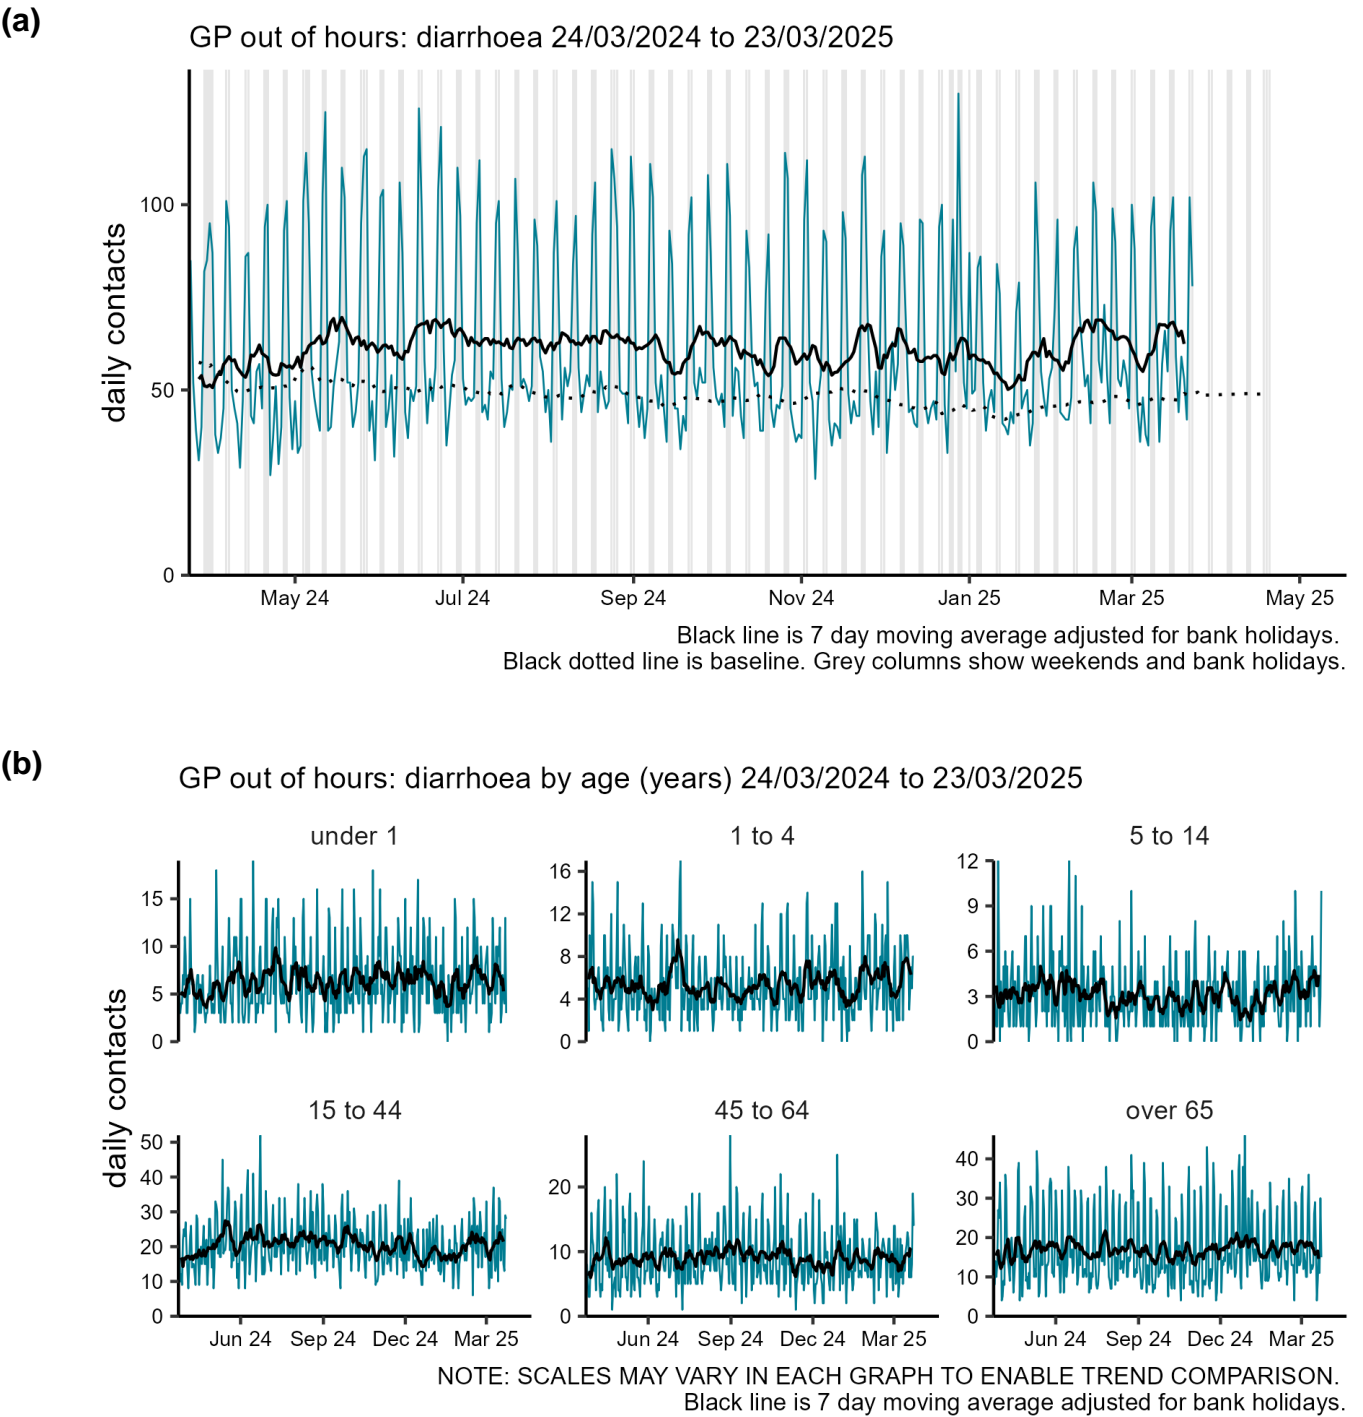 (a)
GP out of hours: diarrhoea 24/03/2024 to 23/03/2025
daily contacts
100
50
0
May 24 Jul 24 Sep 24 Nov 24 Jan 25 Mar 25 May 25
Black line is 7 day moving average adjusted for bank holidays.
Black dotted line is baseline. Grey columns show weekends and bank holidays.
(b)
GP out of hours: diarrhoea by age (years) 24/03/2024 to 23/03/2025
daily contacts
under 1
15
10
5
0
1 to 4
16
12
8
4
0
5 to 14
12
9
6
3
0
15 to 44
50
40
30
20
10
0
Jun 24 Sep 24 Dec 24 Mar 25
45 to 64
20
10
0
Jun 24 Sep 24 Dec 24 Mar 25
over 65
40
30
20
10
0
Jun 24 Sep 24 Dec 24 Mar 25
NOTE: SCALES MAY VARY IN EACH GRAPH TO ENABLE TREND COMPARISON.
Black line is 7 day moving average adjusted for bank holidays.